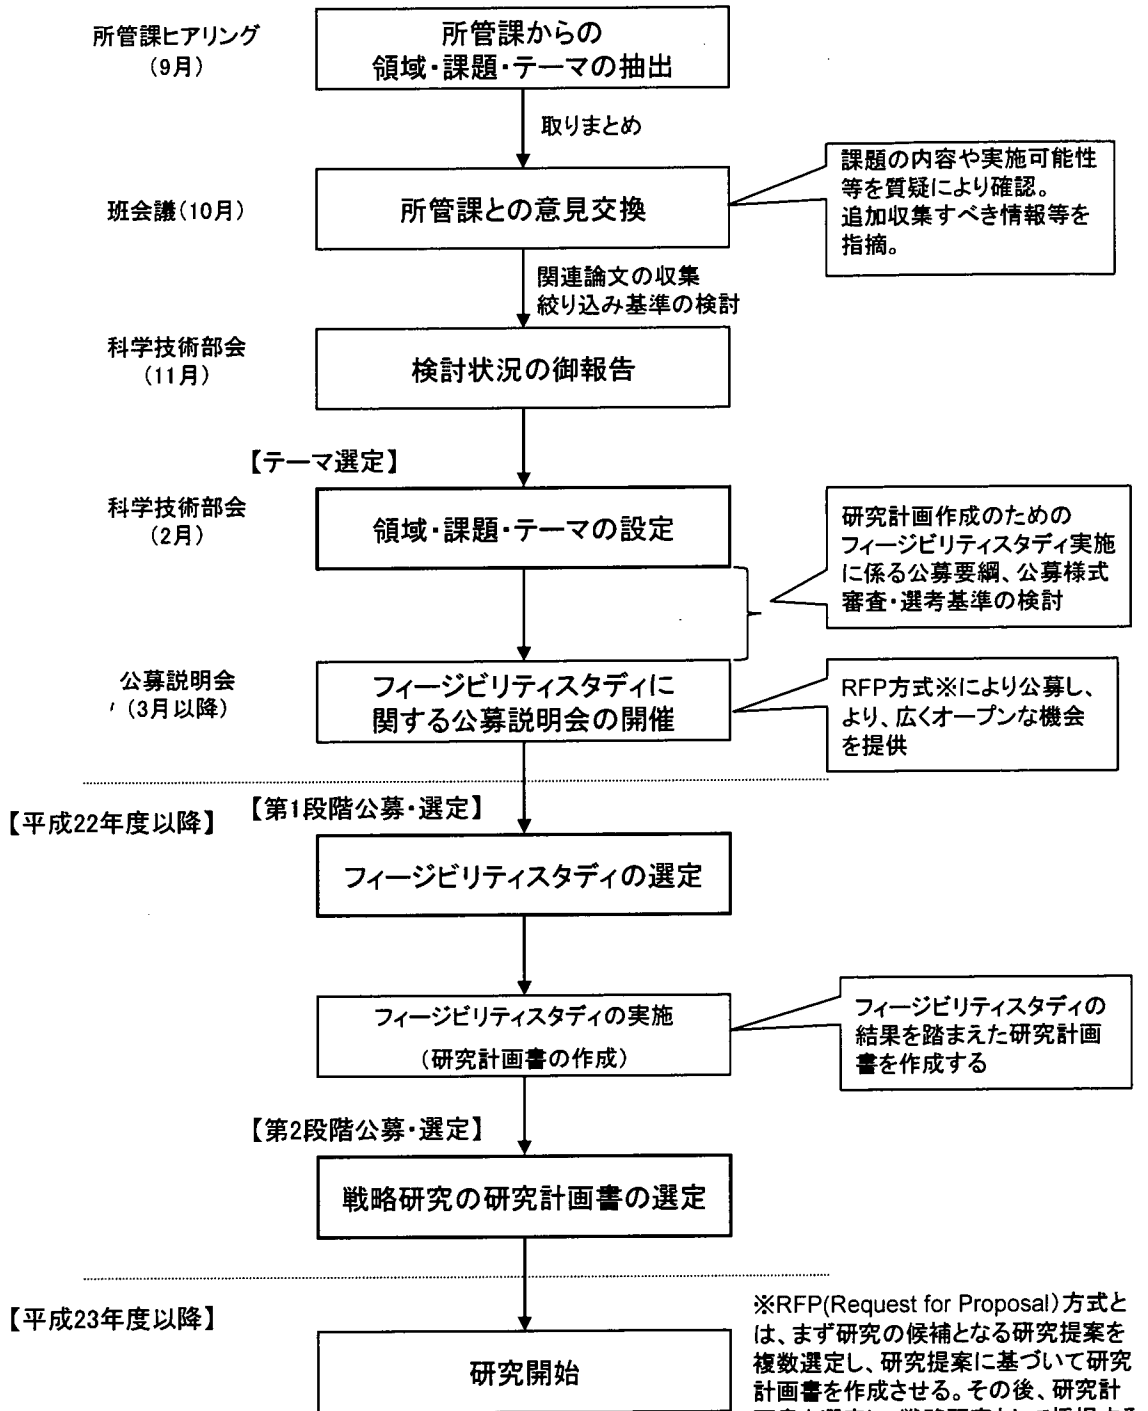 所管課ヒアリング
(9月)
所管課からの
領域・課題・テーマの抽出
取りまとめ
班会議(10月)
所管課との意見交換
課題の内容や実施可能性
等を質疑により確認。
追加収集すべき情報等を
指摘。
関連論文の収集
絞り込み基準の検討
科学技術部会
(11月)
検討状況の御報告
【テーマ選定】
科学技術部会
(2月)
領域・課題・テーマの設定
研究計画作成のための
フィージビリティスタディ実施
に係る公募要綱、公募様式
審査・選考基準の検討
公募説明会
(3月以降)
フィージビリティスタディに
関する公募説明会の開催
RFP方式※により公募し、
より、広くオープンな機会
を提供
【平成22年度以降】
【第1段階公募・選定】
フィージビリティスタディの選定
フィージビリティスタディの実施
(研究計画書の作成)
フィージビリティスタディの
結果を踏まえた研究計画
書を作成する
【第2段階公募・選定】
戦略研究の研究計画書の選定
【平成23年度以降】
研究開始
※RFP(Request for Proposal)方式と
は、まず研究の候補となる研究提案を
複数選定し、研究提案に基づいて研究
計画書を作成させる。その後、研究計